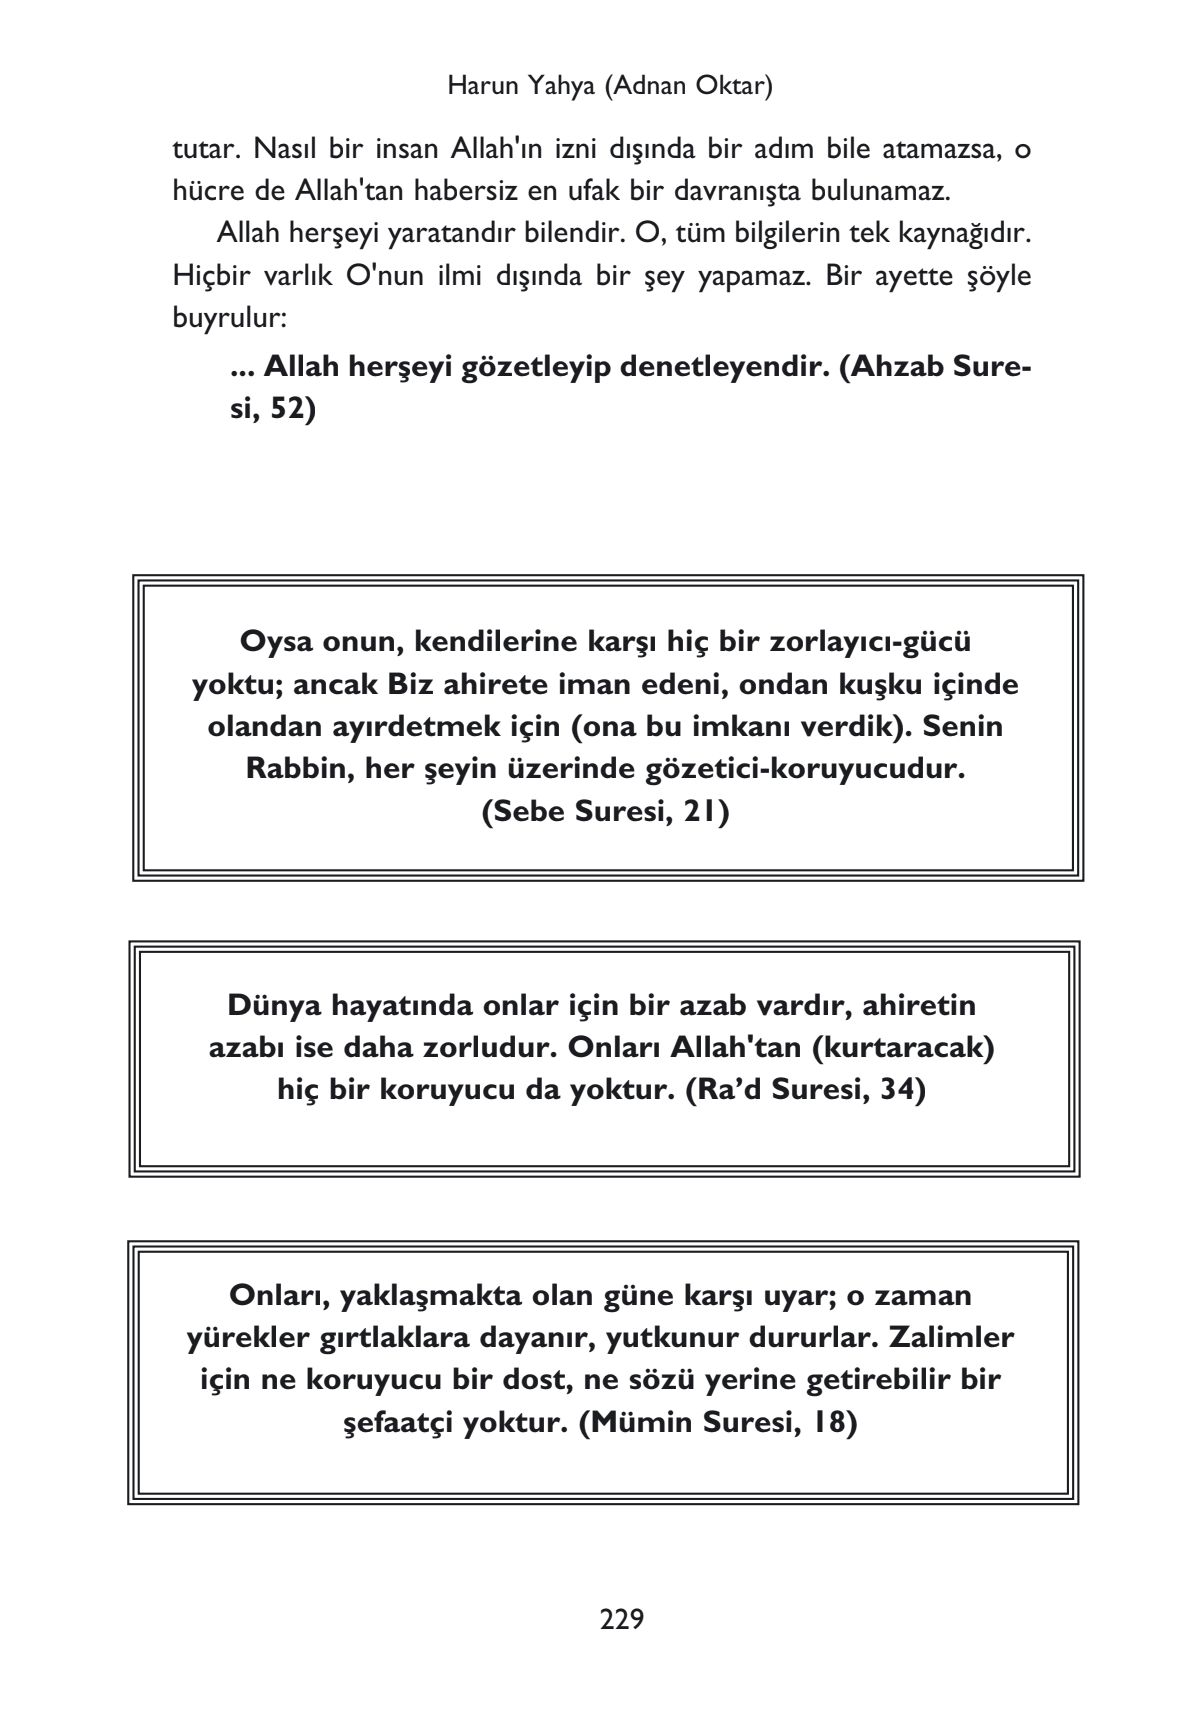 Harun Yahya (Adnan Oktar)
tutar. Nasıl bir insan Allah'ın izni dışında bir adım bile atamazsa, o
hücre de Allah'tan habersiz en ufak bir davranışta bulunamaz.
Allah herşeyi yaratandır bilendir. O, tüm bilgilerin tek kaynağıdır.
Hiçbir varlık O'nun ilmi dışında bir şey yapamaz. Bir ayette şöyle
buyrulur:
... Allah herşeyi gözetleyip denetleyendir. (Ahzab Sure-
si, 52)
Oysa onun, kendilerine karşı hiç bir zorlayıcı-gücü
yoktu; ancak Biz ahirete iman edeni, ondan kuşku içinde
olandan ayırdetmek için (ona bu imkanı verdik). Senin
Rabbin, her şeyin üzerinde gözetici-koruyucudur.
(Sebe Suresi, 21)
Dünya hayatında onlar için bir azab vardır, ahiretin
azabı ise daha zorludur. Onları Allah'tan (kurtaracak)
hiç bir koruyucu da yoktur. (Ra’d Suresi, 34)
Onları, yaklaşmakta olan güne karşı uyar; o zaman
yürekler gırtlaklara dayanır, yutkunur dururlar. Zalimler
için ne koruyucu bir dost, ne sözü yerine getirebilir bir
şefaatçi yoktur. (Mümin Suresi, 18)
229